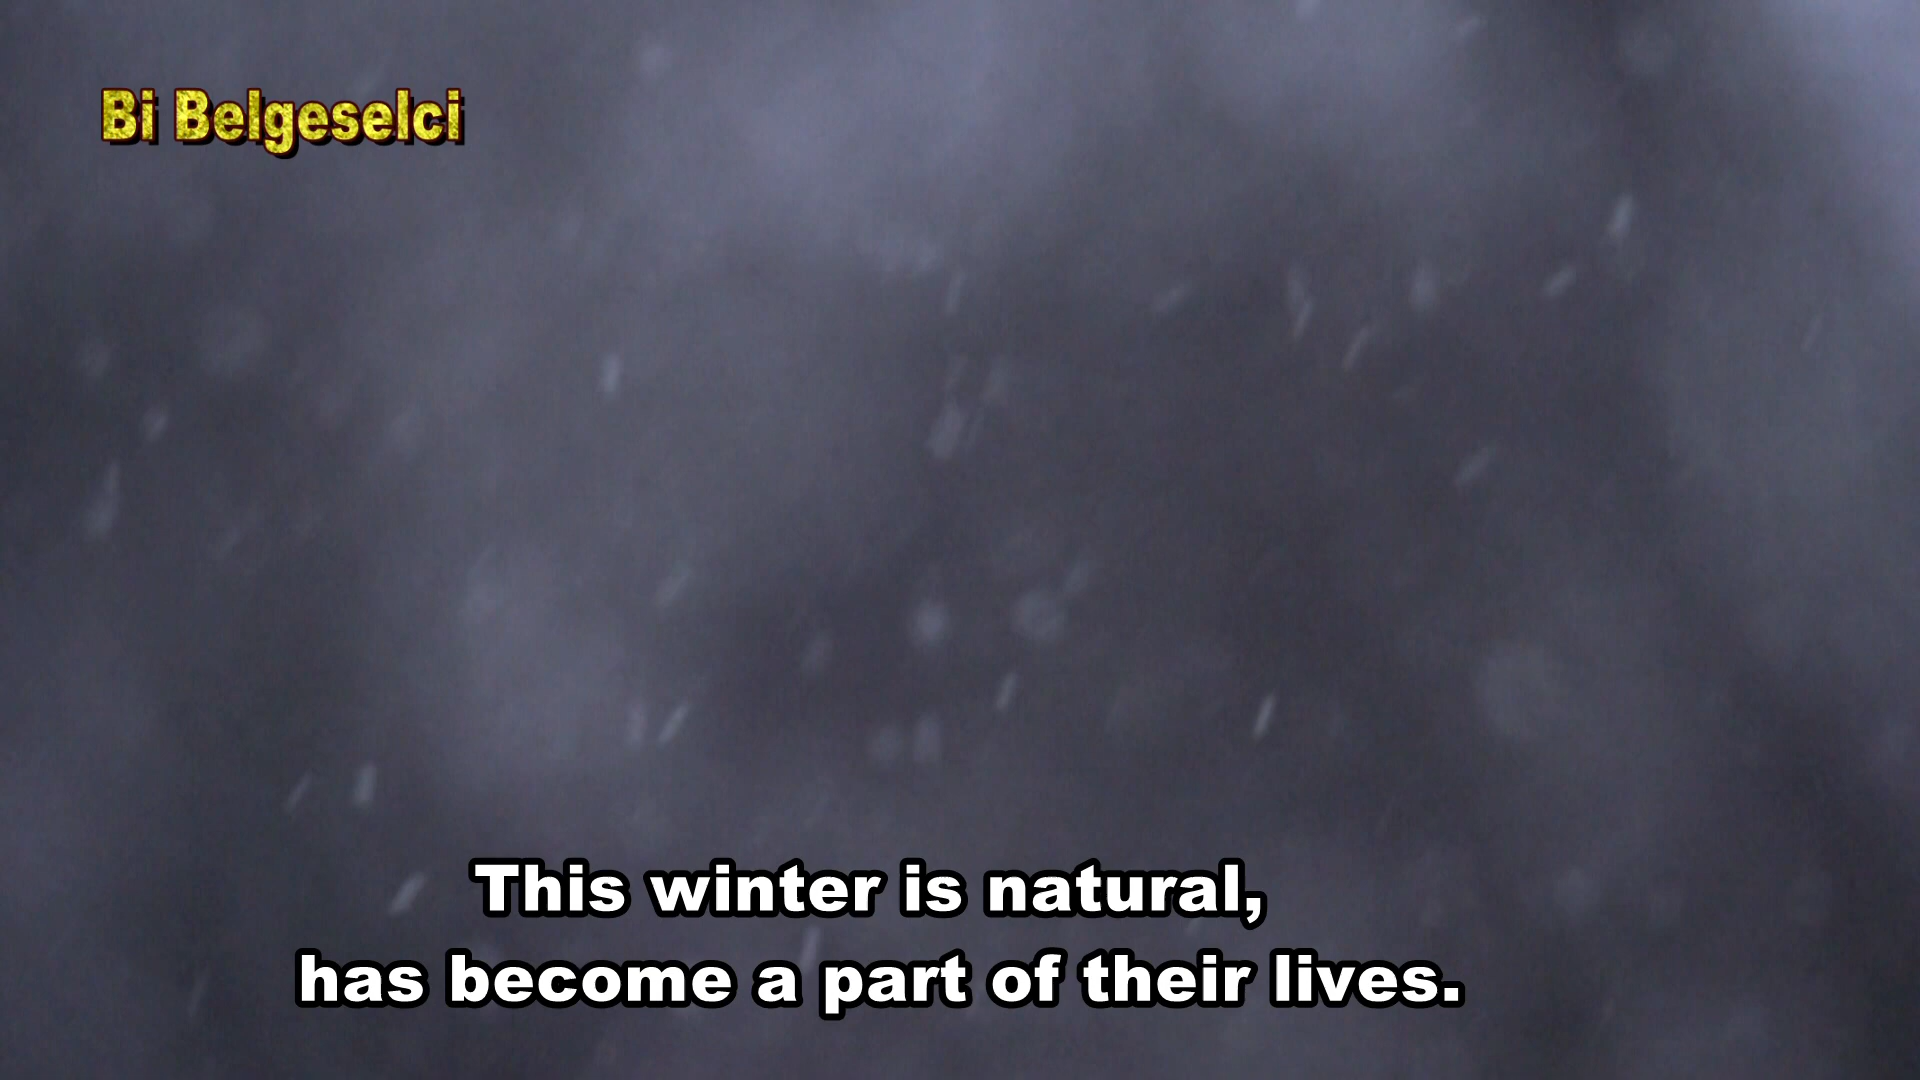 Bi Belgeselci
This winter is natural,
has become a part of their lives.